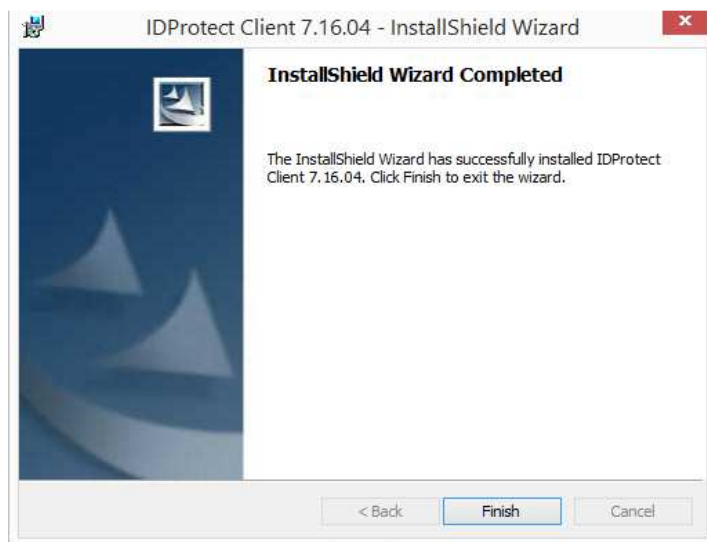 IDProtect Client 7.16.04 - InstallShield Wizard
InstallShield Wizard Completed
The InstallShield Wizard has successfully installed IDProtect
Client 7.16.04. Click Finish to exit the wizard.
< Back
Finish
Cancel